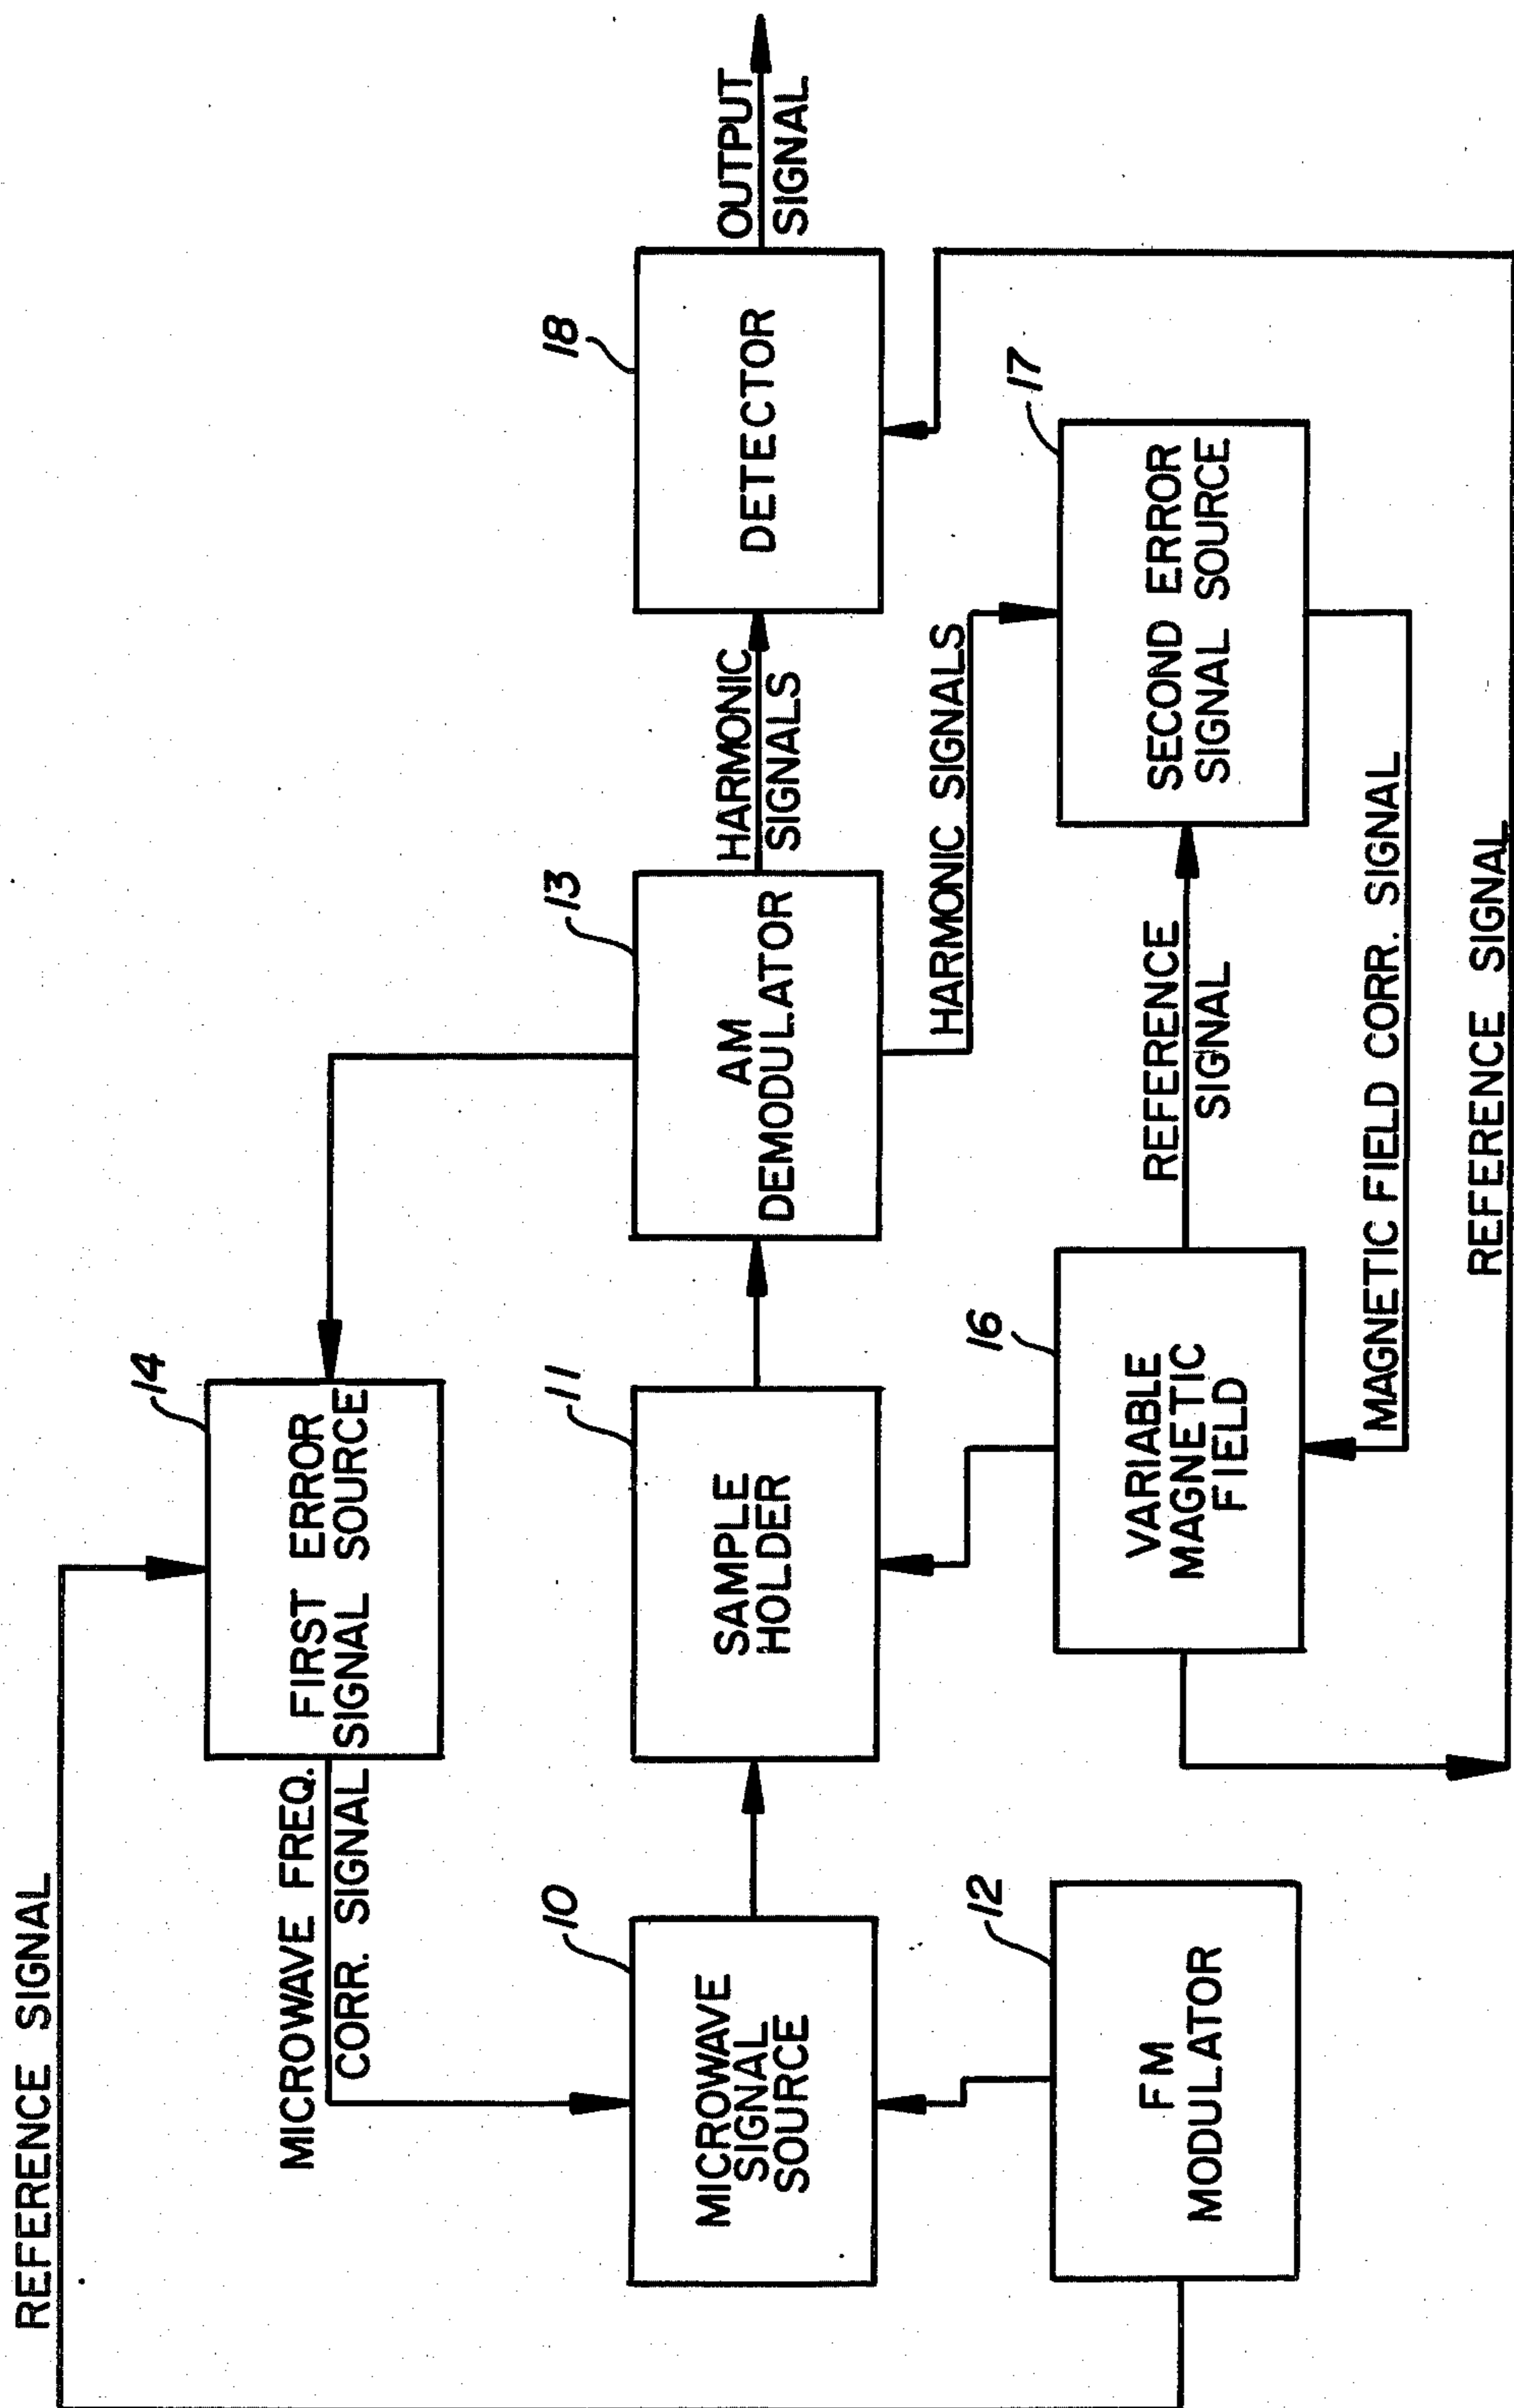 REFERENCE SIGNAL
MICROWAVE FREQ.
CORR. SIGNAL
14
FIRST ERROR
SIGNAL SOURCE
10
MICROWAVE
SIGNAL
SOURCE
11
SAMPLE
HOLDER
13
AM
DEMODULATOR
HARMONIC
SIGNALS
18
DETECTOR
OUTPUT
SIGNAL
HARMONIC SIGNALS
12
FM
MODULATOR
16
VARIABLE
MAGNETIC
FIELD
REFERENCE
SIGNAL
17
SECOND ERROR
SIGNAL SOURCE
MAGNETIC FIELD CORR. SIGNAL
REFERENCE SIGNAL